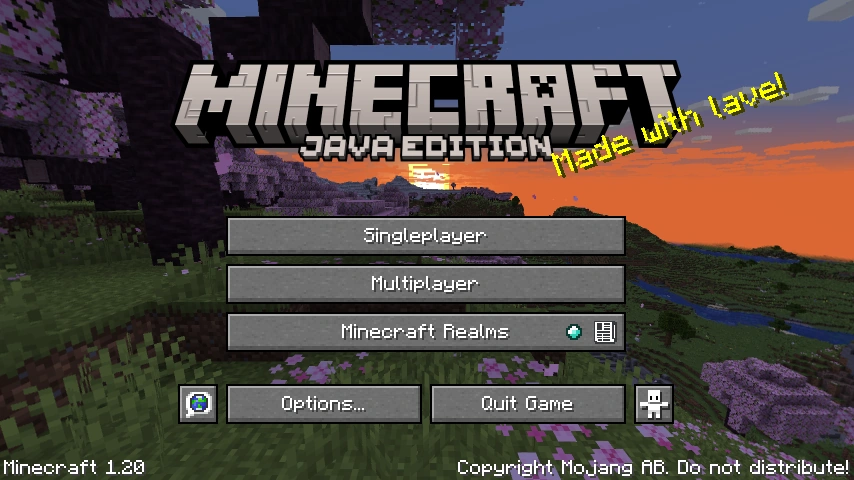 MINECRAFT
JAVA EDITION
Made with lave!
Singleplayer
Multiplayer
Minecraft Realms
Options...
Quit Game
Minecraft 1.20
Copyright Mojang AB. Do not distribute!